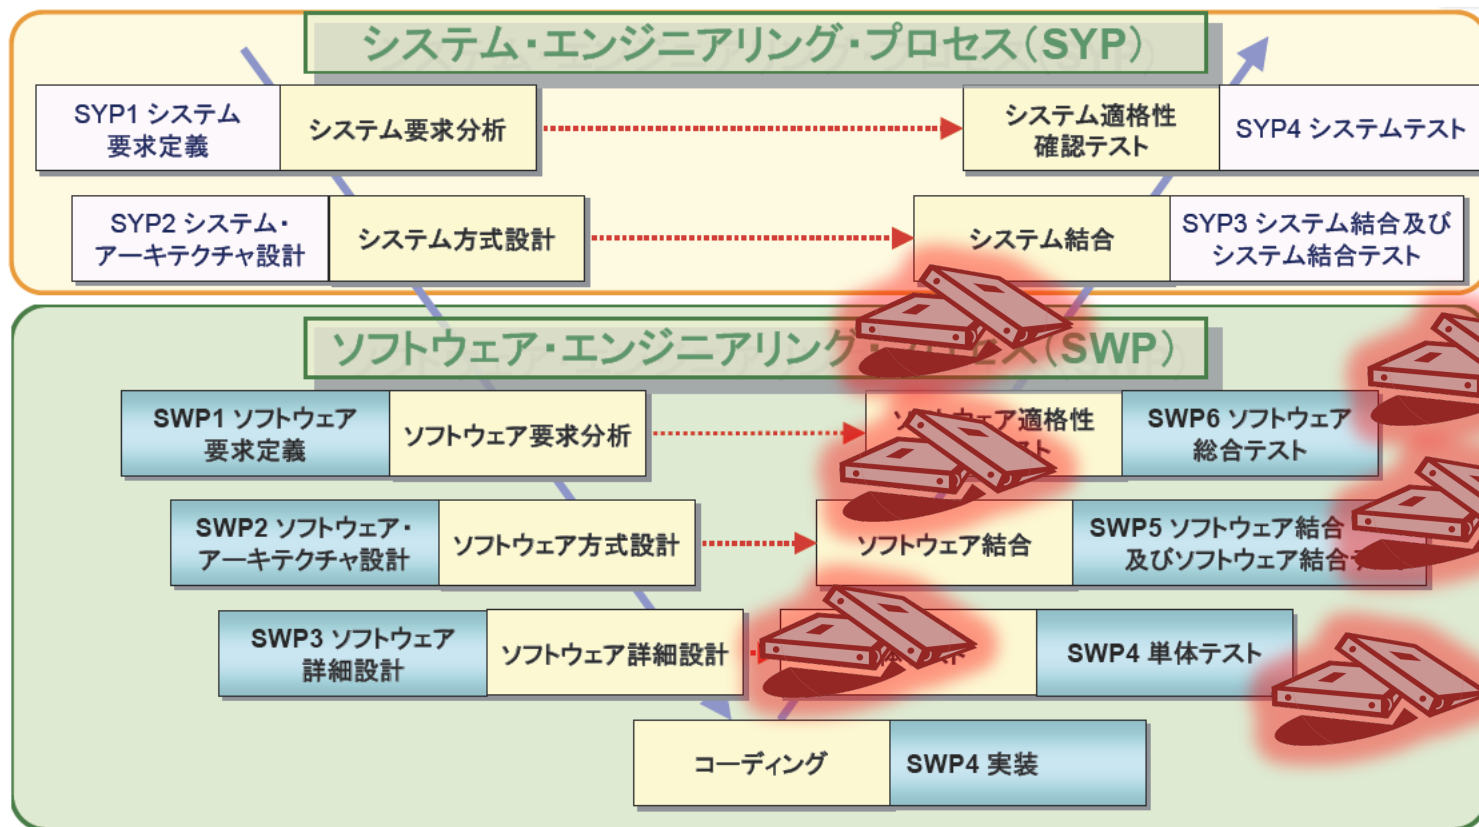 システム・エンジニアリング・プロセス(SYP)
SYP1 システム
要求定義
システム要求分析
システム適格性
確認テスト
SYP4 システムテスト
SYP2 システム・
アーキテクチャ設計
システム方式設計
システム結合
SYP3 システム結合及び
システム結合テスト
ソフトウェア・エンジニアリング・プロセス(SWP)
SWP1 ソフトウェア
要求定義
ソフトウェア要求分析
ソフトウェア適格性
SWP6 ソフトウェア
総合テスト
SWP2 ソフトウェア・
アーキテクチャ設計
ソフトウェア方式設計
ソフトウェア結合
SWP5 ソフトウェア結合
及びソフトウェア結合テスト
SWP3 ソフトウェア
詳細設計
ソフトウェア詳細設計
SWP4 単体テスト
コーディング
SWP4 実装